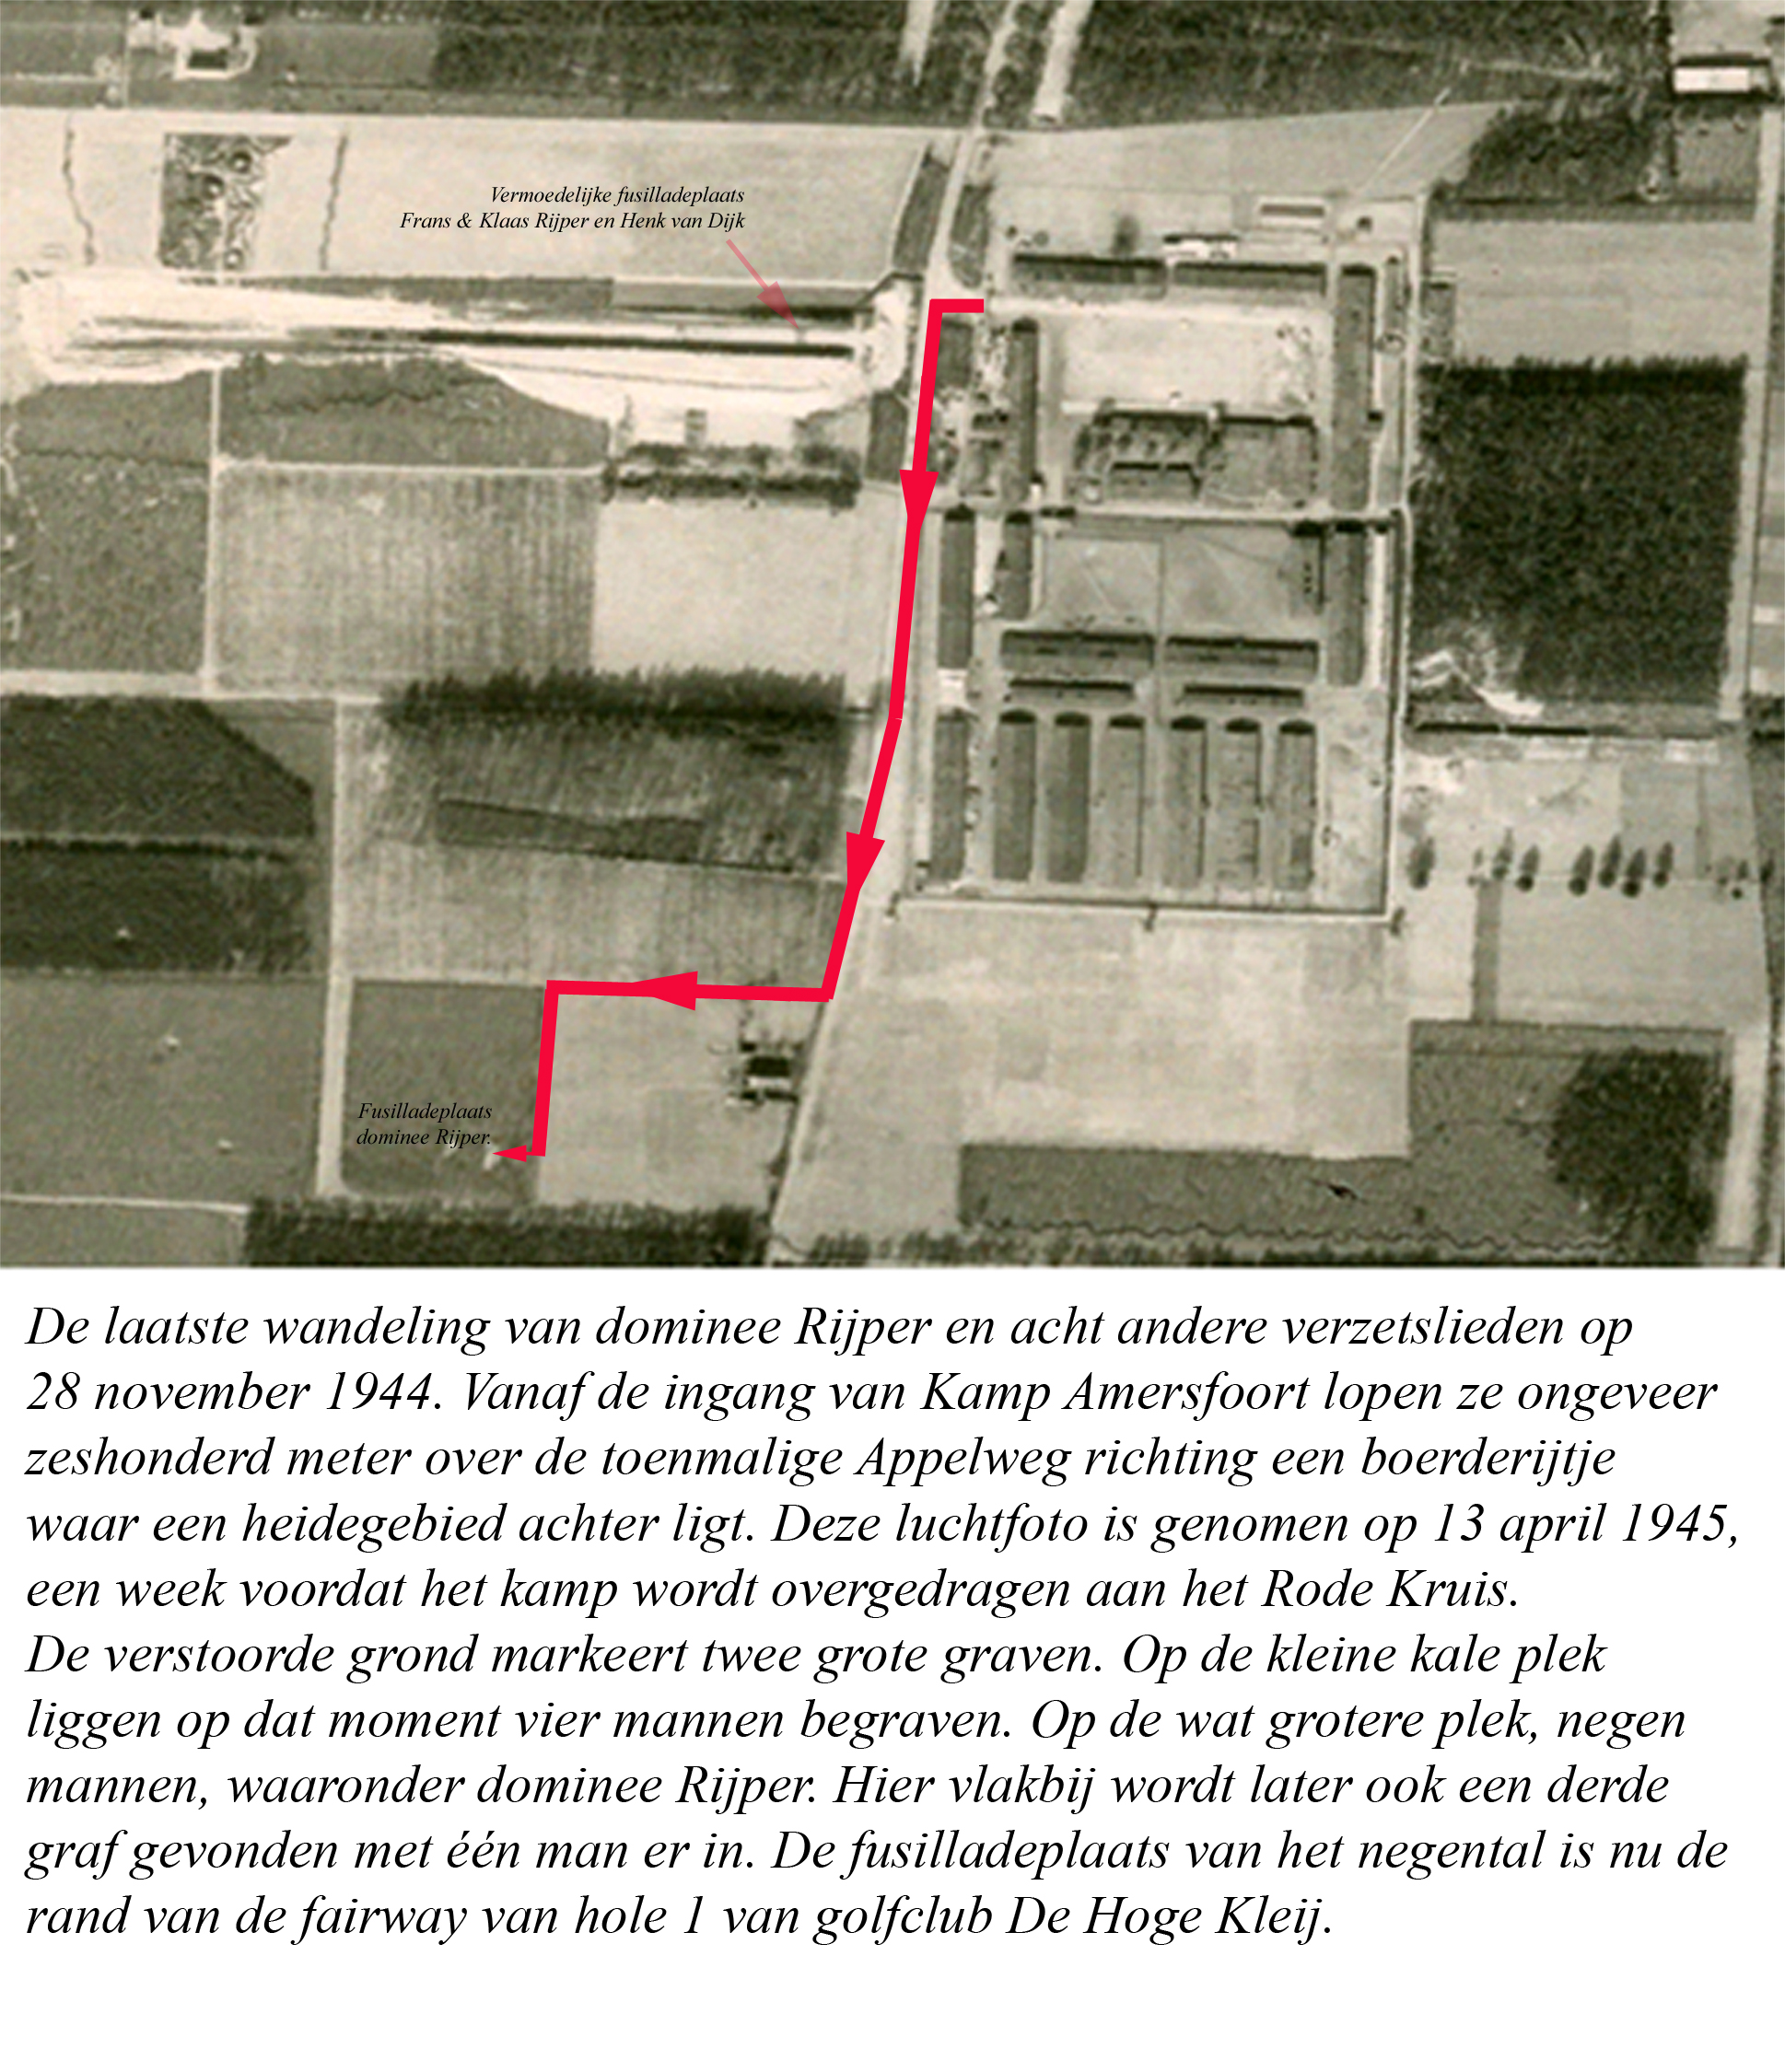 Vermoedelijke fusilladeplaats
Frans & Klaas Rijper en Henk van Dijk
Fusilladeplaats
dominee Rijper.
De laatste wandeling van dominee Rijper en acht andere verzetslieden op
28 november 1944. Vanaf de ingang van Kamp Amersfoort lopen ze ongeveer
zeshonderd meter over de toenmalige Appelweg richting een boerderijtje
waar een heidegebied achter ligt. Deze luchtfoto is genomen op 13 april 1945,
een week voordat het kamp wordt overgedragen aan het Rode Kruis.
De verstoorde grond markeert twee grote graven. Op de kleine kale plek
liggen op dat moment vier mannen begraven. Op de wat grotere plek, negen
mannen, waaronder dominee Rijper. Hier vlakbij wordt later ook een derde
graf gevonden met één man er in. De fusilladeplaats van het negental is nu de
rand van de fairway van hole 1 van golfclub De Hoge Kleij.